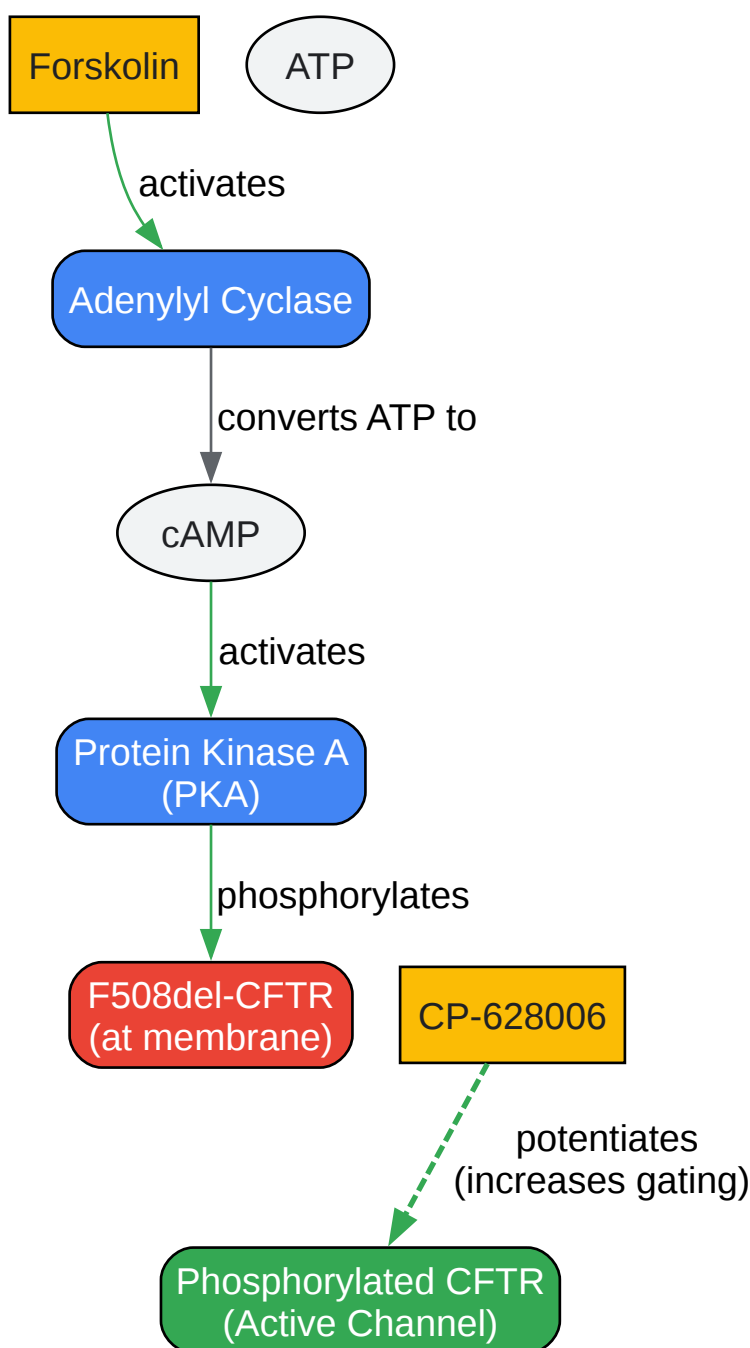 Forskolin
ATP
activates
Adenylyl Cyclase
converts ATP to
cAMP
activates
Protein Kinase A
(PKA)
phosphorylates
F508del-CFTR
(at membrane)
CP-628006
potentiates
(increases gating)
Phosphorylated CFTR
(Active Channel)